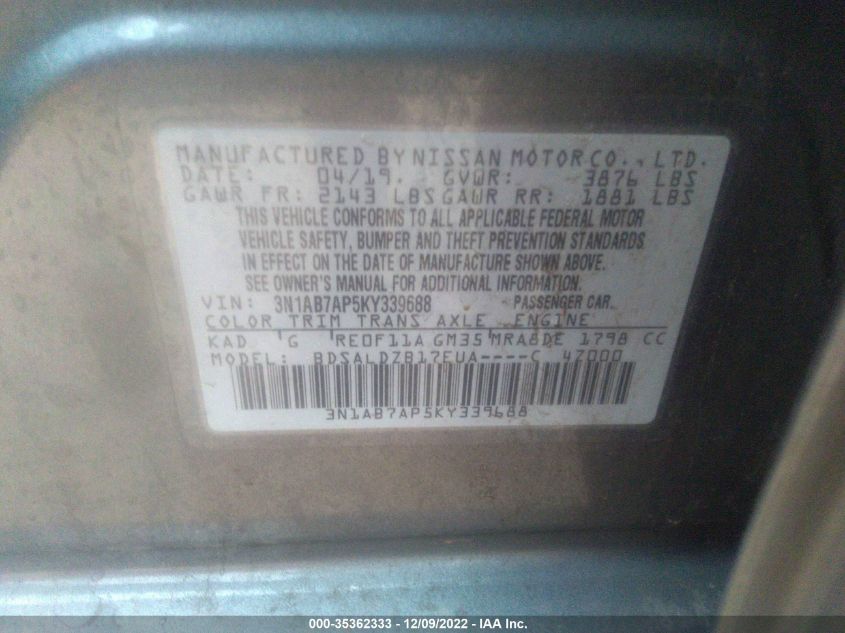 MANUFACTURED BY NISSAN MOTOR CO., LTD.
DATE: 04/19. GVWR: 3876 LBS
GAWR FR: 2143 LBS GAWR RR: 1881 LBS
THIS VEHICLE CONFORMS TO ALL APPLICABLE FEDERAL MOTOR
VEHICLE SAFETY, BUMPER AND THEFT PREVENTION STANDARDS
IN EFFECT ON THE DATE OF MANUFACTURE SHOWN ABOVE.
SEE OWNER'S MANUAL FOR ADDITIONAL INFORMATION.
VIN: 3N1AB7AP5KY339688 PASSENGER CAR
COLOR TRIM TRANS AXLE ENGINE
KAD G RE0F11A GM35 MRA8DE 1798 CC
MODEL: BDSALDZB17EUA----C 47000
3N1AB7AP5KY339688
000-35362333 - 12/09/2022 - IAA Inc.